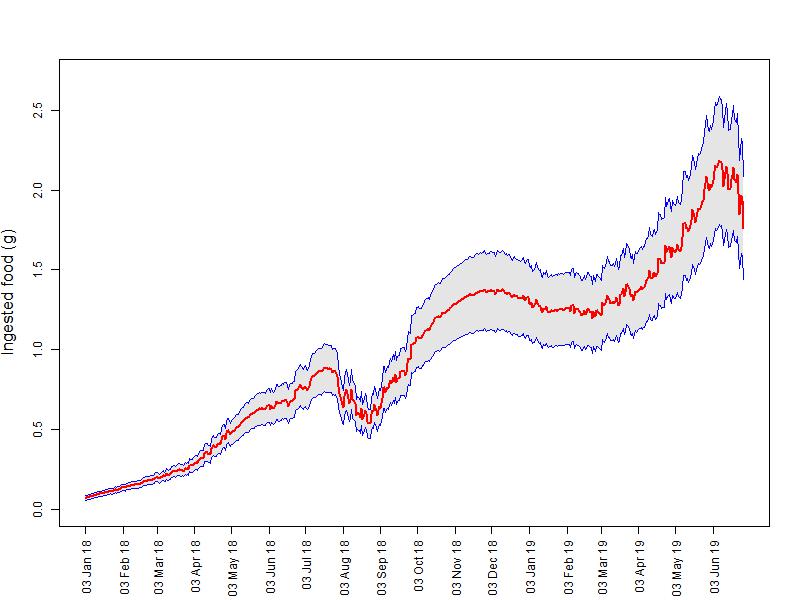 Ingested food (g)
2.5
2.0
1.5
1.0
0.5
0.0
03 Jan 18
03 Feb 18
03 Mar 18
03 Apr 18
03 May 18
03 Jun 18
03 Jul 18
03 Aug 18
03 Sep 18
03 Oct 18
03 Nov 18
03 Dec 18
03 Jan 19
03 Feb 19
03 Mar 19
03 Apr 19
03 May 19
03 Jun 19